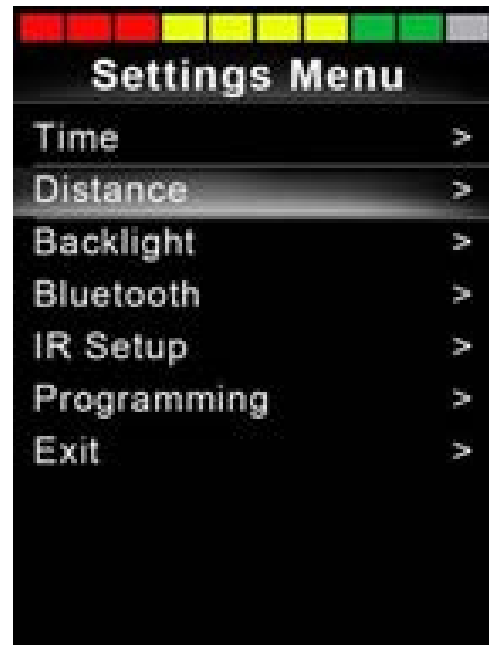 Settings Menu
Time >
Distance >
Backlight >
Bluetooth >
IR Setup >
Programming >
Exit >